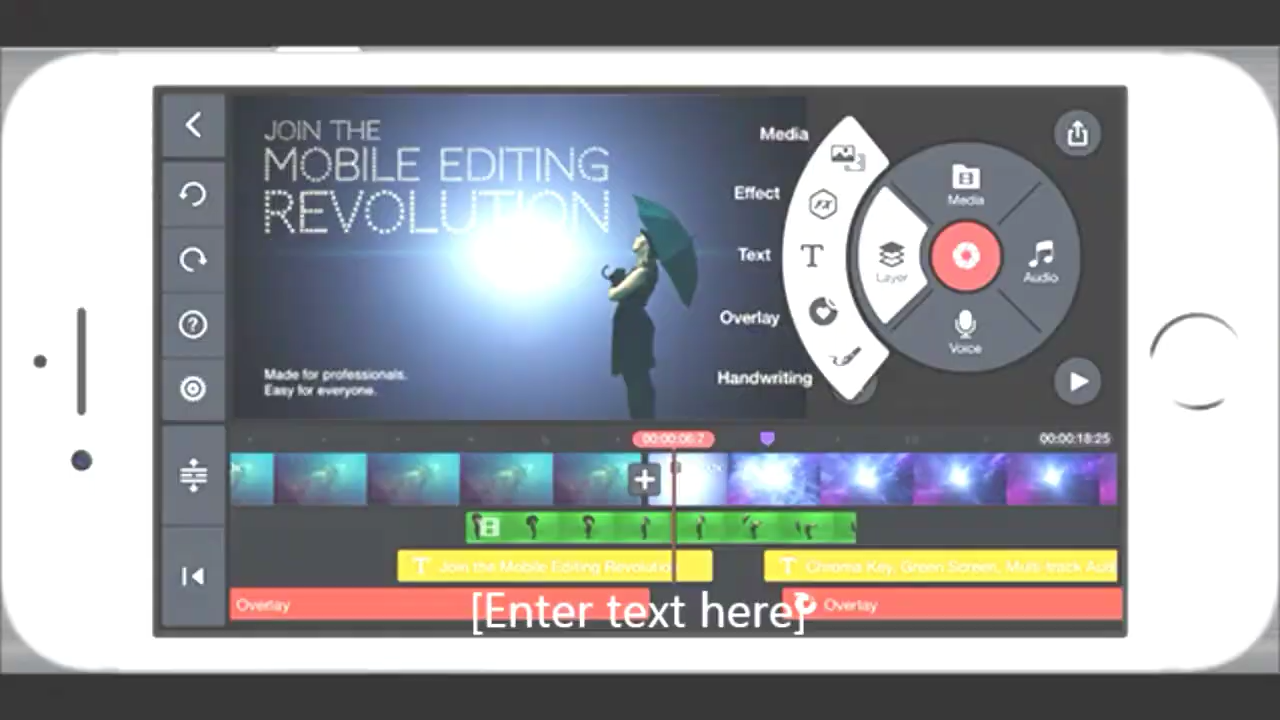 JOIN THE
MOBILE EDITING
REVOLUTION
Made for professionals.
Easy for everyone.
Media
Effect
Text
Overlay
Handwriting
FX
T
Media
Layer
Audio
Voice
00:00:06.7
00:00:18:25
T Join the Mobile Editing Revolutio
T Chroma Key, Green Screen, Multi-track Aud
Overlay
Overlay
[Enter text here]